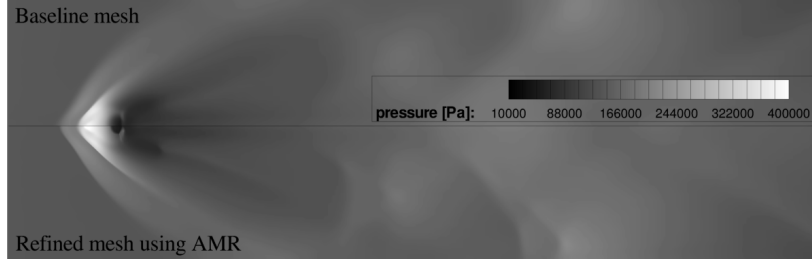 Baseline mesh
pressure [Pa]: 10000 88000 166000 244000 322000 400000
Refined mesh using AMR